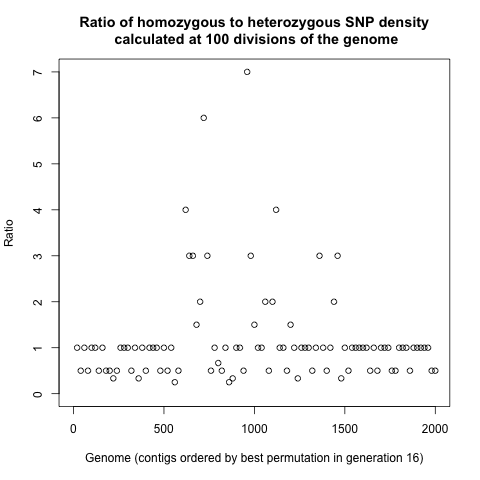 Ratio of homozygous to heterozygous SNP density
calculated at 100 divisions of the genome
7
6
5
4
3
2
1
0
Ratio
0 500 1000 1500 2000
Genome (contigs ordered by best permutation in generation 16)